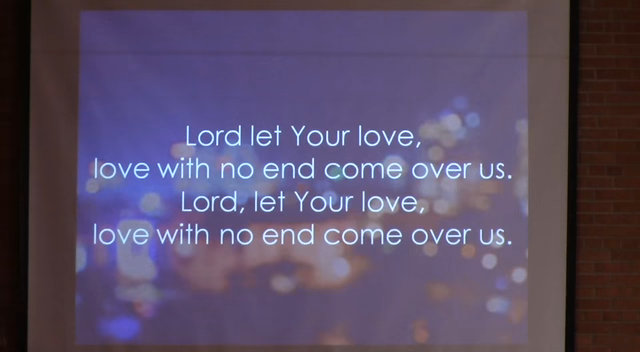 Lord let Your love,
love with no end come over us.
Lord, let Your love,
love with no end come over us.